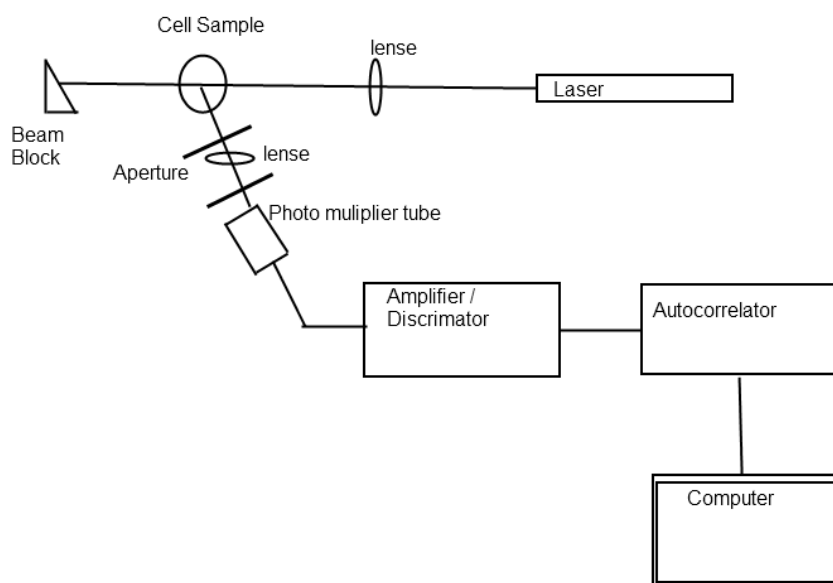 Cell Sample
lense
Laser
Beam
Block
Aperture
lense
Photo muliplier tube
Amplifier /
Discrimator
Autocorrelator
Computer